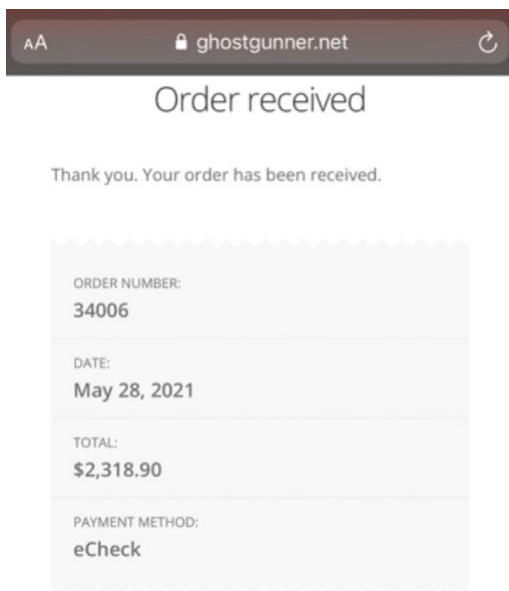 AA ghostgunner.net
Order received
Thank you. Your order has been received.
ORDER NUMBER:
34006
DATE:
May 28, 2021
TOTAL:
$2,318.90
PAYMENT METHOD:
eCheck